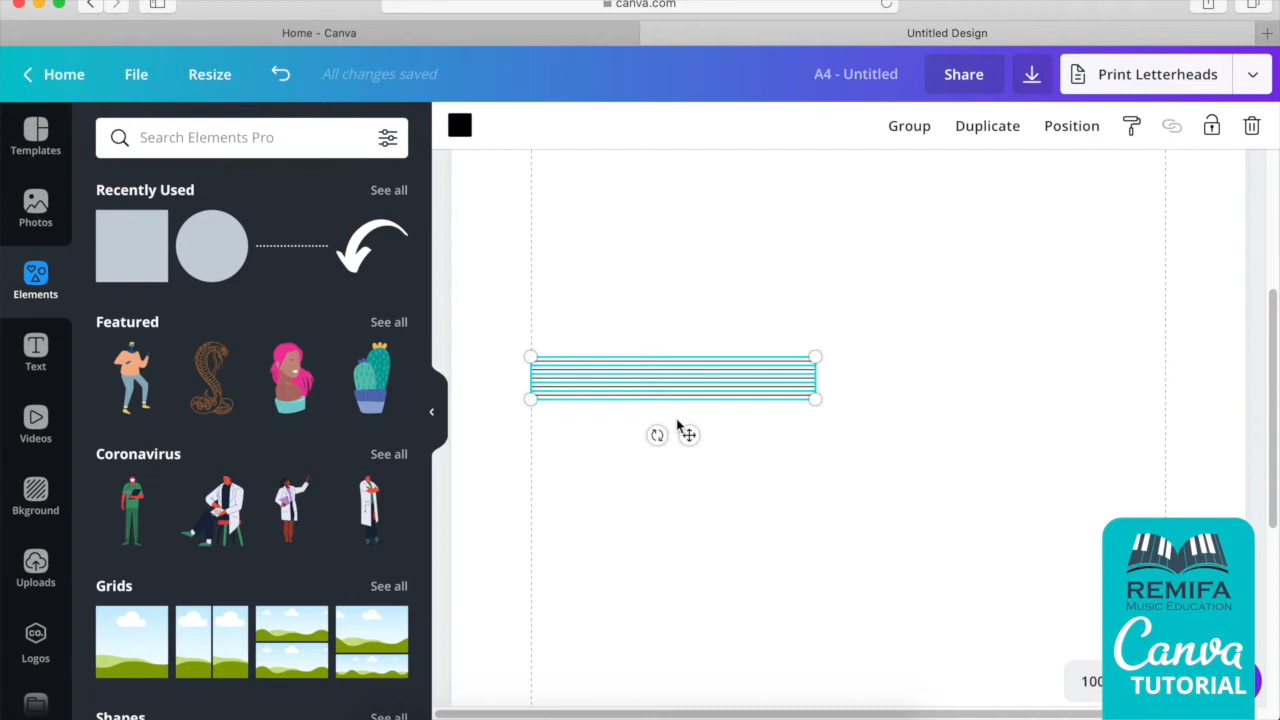 canva.com
Home - Canva
Untitled Design
Home
File
Resize
All changes saved
A4 - Untitled
Share
Print Letterheads
Templates
Photos
Elements
Text
Videos
Bkground
Uploads
Logos
CO.
Search Elements Pro
Recently Used
See all
Featured
See all
Coronavirus
See all
Grids
See all
Shapes
See all
Group
Duplicate
Position
100
REMIFA
MUSIC EDUCATION
Canva
TUTORIAL